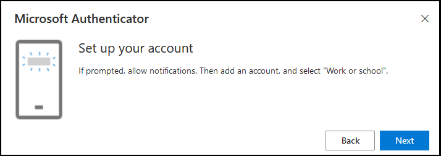 Microsoft Authenticator
Set up your account
If prompted, allow notifications. Then add an account, and select "Work or school".
Back
Next